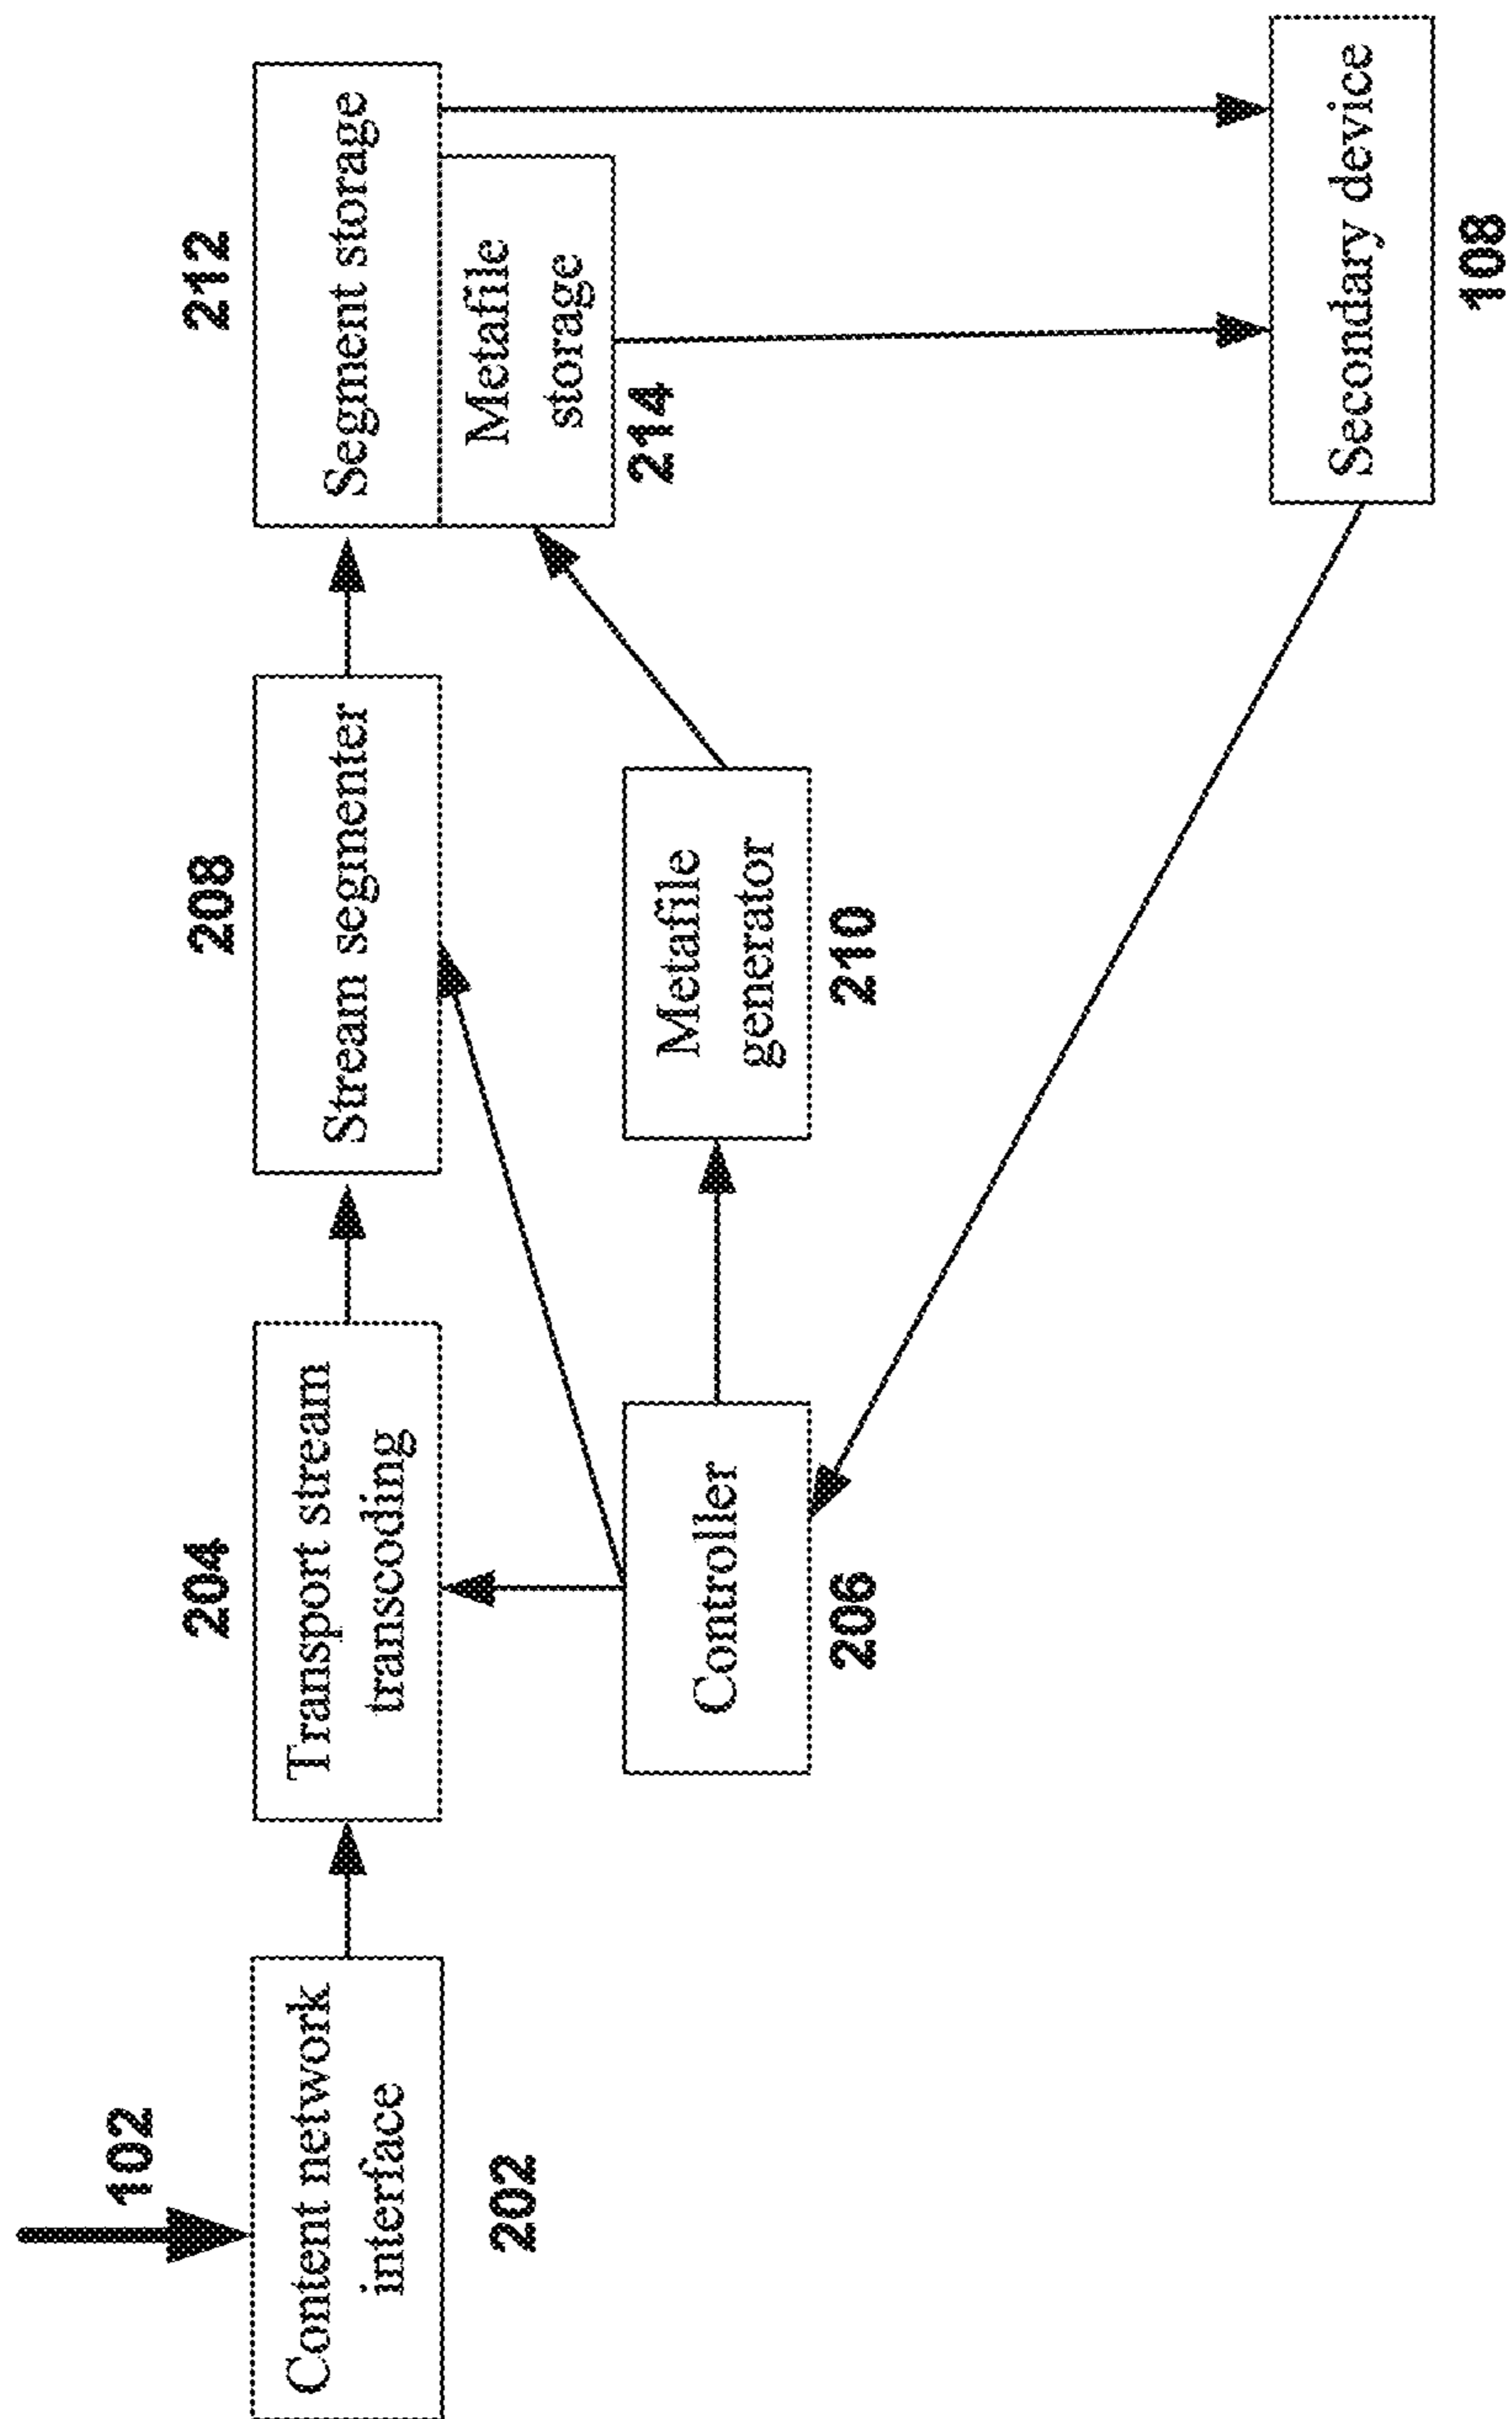 102
Content network
interface
202
204
Transport stream
transcoding
Controller
206
208
Stream segmenter
Metafile
generator
210
212
Segment storage
Metafile
storage
214
Secondary device
108